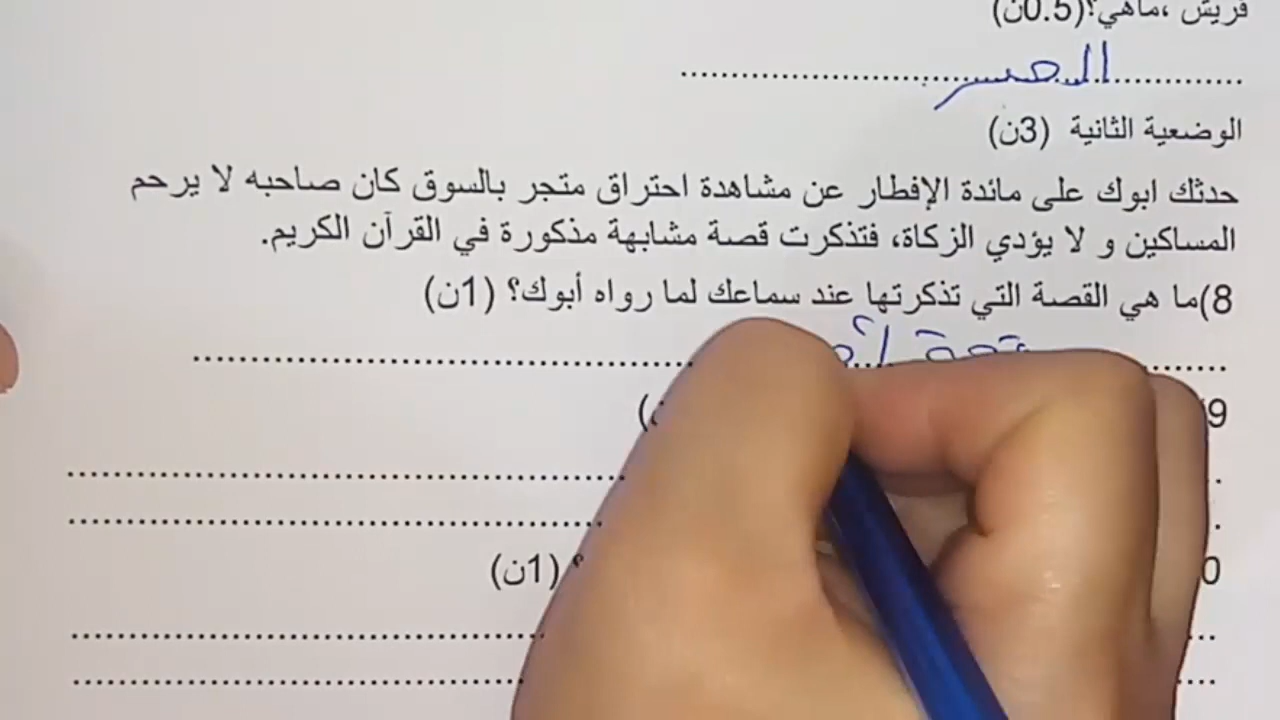 قريش ،ماهي؟(0.5ن)
الصبر
الوضعية الثانية (3ن)
حدثك ابوك على مائدة الإفطار عن مشاهدة احتراق متجر بالسوق كان صاحبه لا يرحم
المساكين و لا يؤدي الزكاة، فتذكرت قصة مشابهة مذكورة في القرآن الكريم.
8)ما هي القصة التي تذكرتها عند سماعك لما رواه أبوك؟ (1ن)
قصة
9
0 ؟ (1ن)